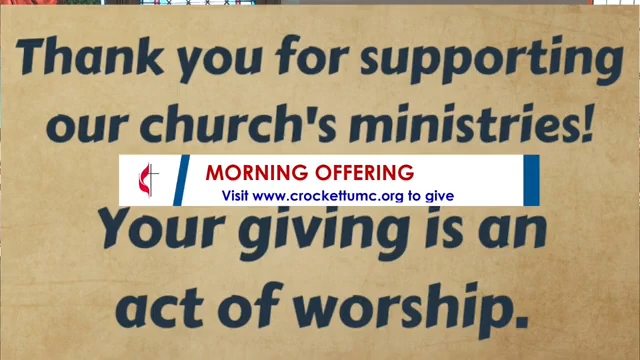 Thank you for supporting
our church's ministries!
MORNING OFFERING
Visit www.crockettumc.org to give
Your giving is an
act of worship.